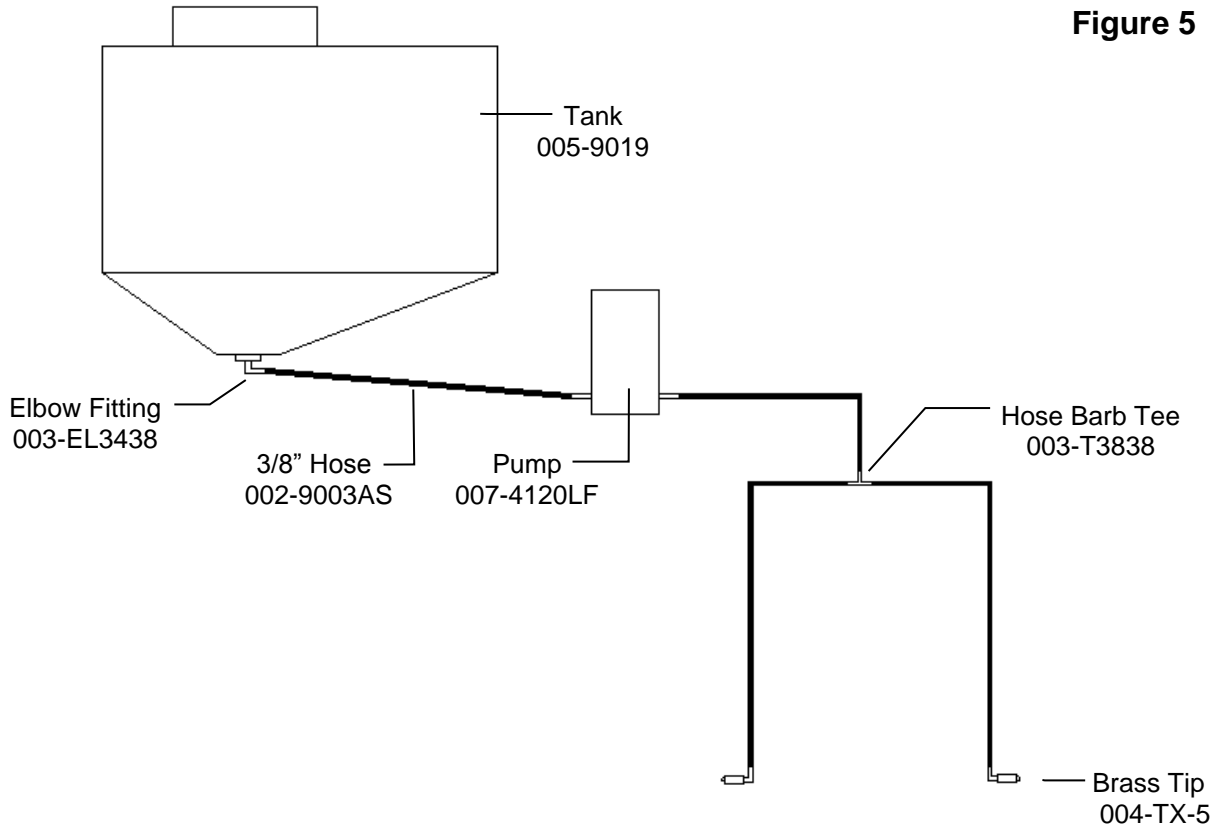 Figure 5
Tank
005-9019
Elbow Fitting
003-EL3438
3/8” Hose
002-9003AS
Pump
007-4120LF
Hose Barb Tee
003-T3838
Brass Tip
004-TX-5